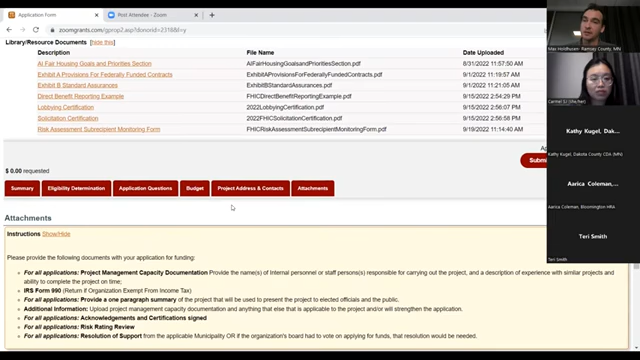 Application Form
Post Attendee - Zoom
zoomgrants.com/gprop2.asp?donorid=2318&l=y
Library/Resource Documents [hide this]
Description File Name Date Uploaded
AI Fair Housing Goals and Priorities Section AIFairHousingGoalsandPrioritiesSection.pdf 8/31/2022 11:57:50 AM
Exhibit A Provisions For Federally Funded Contracts ExhibitAProvisionsForFederallyFundedContracts.pdf 9/1/2022 11:19:57 AM
Exhibit B Standard Assurances ExhibitBStandardAssurances.pdf 9/1/2022 11:21:05 AM
Direct Benefit Reporting Example FHICDirectBenefitReportingExample.pdf 9/15/2022 2:54:29 PM
Lobbying Certification 2022LobbyingCertification.pdf 9/15/2022 2:56:07 PM
Solicitation Certification 2022FHICSolicitationCertification.pdf 9/15/2022 2:56:58 PM
Risk Assessment Subrecipient Monitoring Form FHICRiskAssessmentSubrecipientMonitoringForm.pdf 9/19/2022 11:14:40 AM
$ 0.00 requested
Submi
Summary Eligibility Determination Application Questions Budget Project Address & Contacts Attachments
Attachments
Instructions Show/Hide
Please provide the following documents with your application for funding:
• For all applications: Project Management Capacity Documentation Provide the name(s) of Internal personnel or staff persons(s) responsible for carrying out the project, and a description of experience with similar projects and
ability to complete the project on time;
• IRS Form 990 (Return if Organization Exempt From Income Tax)
• For all applications: Provide a one paragraph summary of the project that will be used to present the project to elected officials and the public.
• Additional Information: Upload project management capacity documentation and anything else that is applicable to the project and/or will strengthen the application.
• For all applications: Acknowledgements and Certifications signed
• For all applications: Risk Rating Review
• For all applications: Resolution of Support from the applicable Municipality OR if the organization's board had to vote on applying for funds, that resolution would be needed.
Max Holdhusen- Ramsey County, MN
Carmel SJ (she/her)
Kathy Kugel, Dak...
Kathy Kugel, Dakota County CDA (MN)
Aarica Coleman,...
Aarica Coleman, Bloomington HRA
Teri Smith
Teri Smith